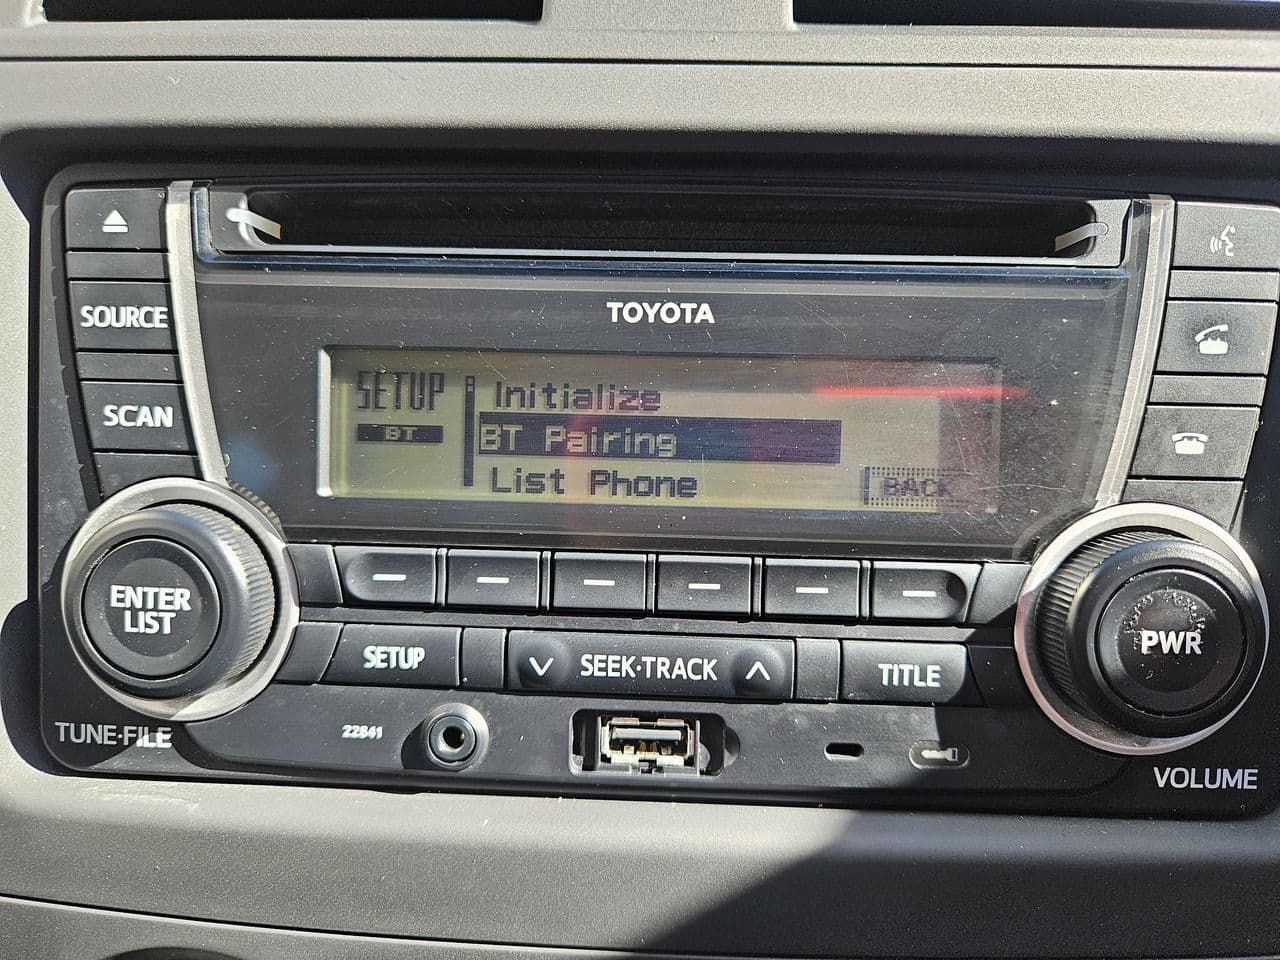 SOURCE
SCAN
TOYOTA
SETUP
BT
Initialize
BT Pairing
List Phone
BACK
ENTER
LIST
SETUP
SEEK·TRACK
TITLE
PWR
TUNE·FILE
22841
VOLUME